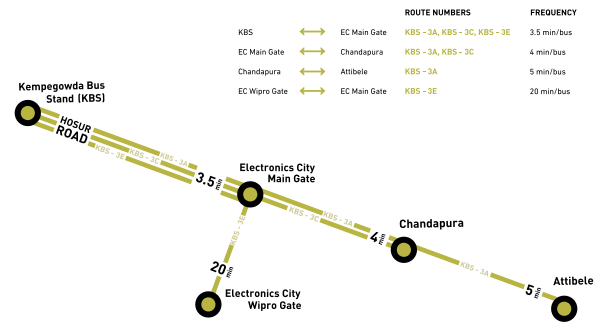 ROUTE NUMBERS FREQUENCY
KBS EC Main Gate KBS - 3A, KBS - 3C, KBS - 3E 3.5 min/bus
EC Main Gate Chandapura KBS - 3A, KBS - 3C 4 min/bus
Chandapura Attibele KBS - 3A 5 min/bus
EC Wipro Gate EC Main Gate KBS - 3E 20 min/bus
Kempegowda Bus
Stand (KBS)
HOSUR
ROAD
KBS - 3A
KBS - 3C
KBS - 3E
3.5 min
Electronics City
Main Gate
KBS - 3A
KBS - 3C
4 min
Chandapura
KBS - 3A
5 min
Attibele
KBS - 3E
20 min
Electronics City
Wipro Gate